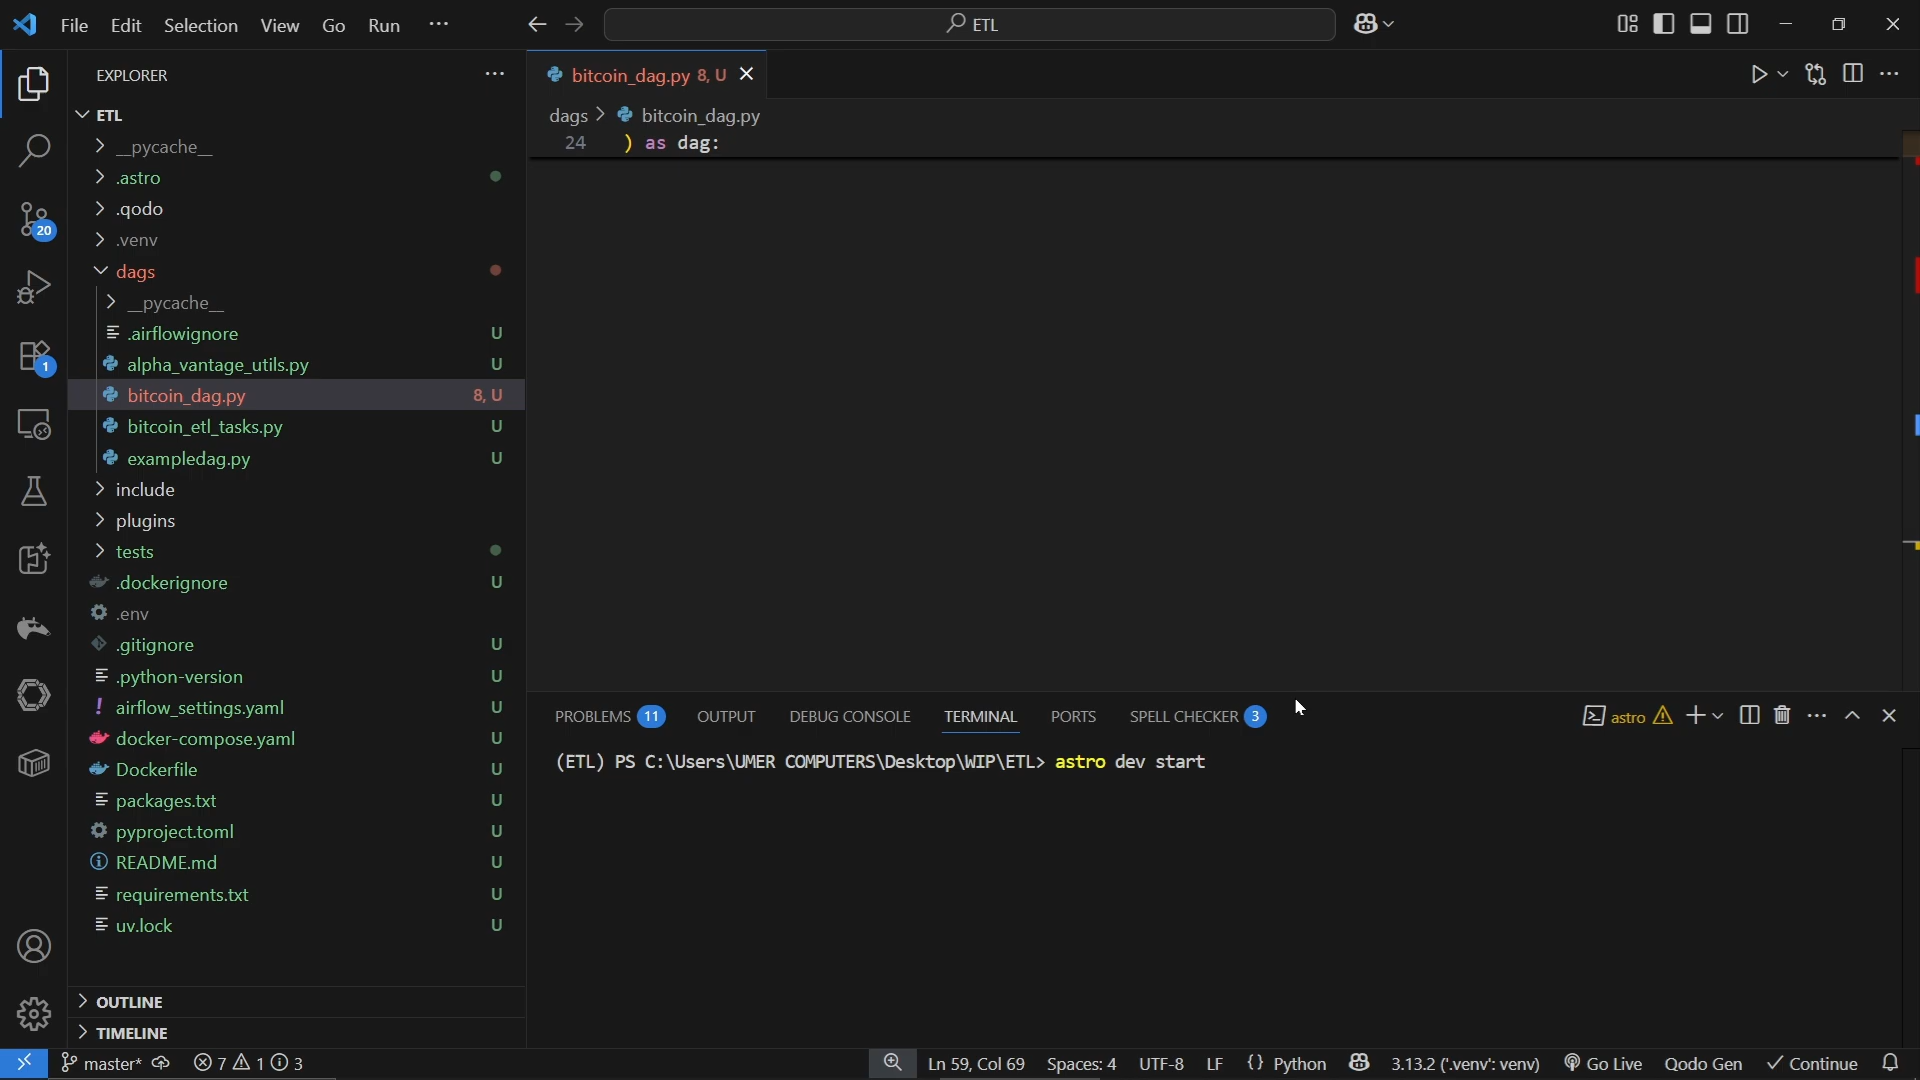 File Edit Selection View Go Run ···
ETL
EXPLORER
ETL
__pycache__
.astro
.qodo
.venv
dags
__pycache__
.airflowignore U
alpha_vantage_utils.py U
bitcoin_dag.py 8, U
bitcoin_etl_tasks.py U
exampledag.py U
include
plugins
tests
.dockerignore U
.env
.gitignore U
.python-version U
airflow_settings.yaml U
docker-compose.yaml U
Dockerfile U
packages.txt U
pyproject.toml U
README.md U
requirements.txt U
uv.lock U
OUTLINE
TIMELINE
20
1
bitcoin_dag.py 8, U
dags > bitcoin_dag.py
24 ) as dag:
PROBLEMS 11 OUTPUT DEBUG CONSOLE TERMINAL PORTS SPELL CHECKER 3
astro
(ETL) PS C:\Users\UMER COMPUTERS\Desktop\WIP\ETL> astro dev start
master* 7 1 3
Ln 59, Col 69 Spaces: 4 UTF-8 LF {} Python 3.13.2 ('.venv': venv) Go Live Qodo Gen Continue